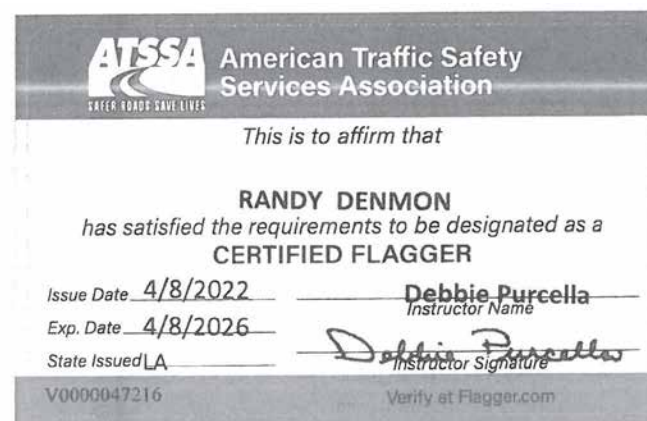 ATSSA
SAFER ROADS SAVE LIVES
American Traffic Safety
Services Association
This is to affirm that
RANDY DENMON
has satisfied the requirements to be designated as a
CERTIFIED FLAGGER
Issue Date 4/8/2022
Debbie Purcella
Instructor Name
Exp. Date 4/8/2026
Debbie Purcella
State Issued LA
Instructor Signature
V0000047216
Verify at Flagger.com